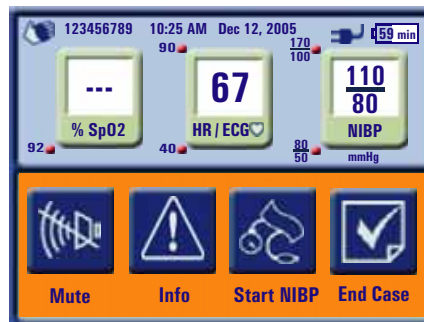 123456789 10:25 AM Dec 12, 2005 59 min
90 170
100
--- 67 110
80
% SpO2 HR / ECG NIBP
92 40 80
50 mmHg
Mute Info Start NIBP End Case